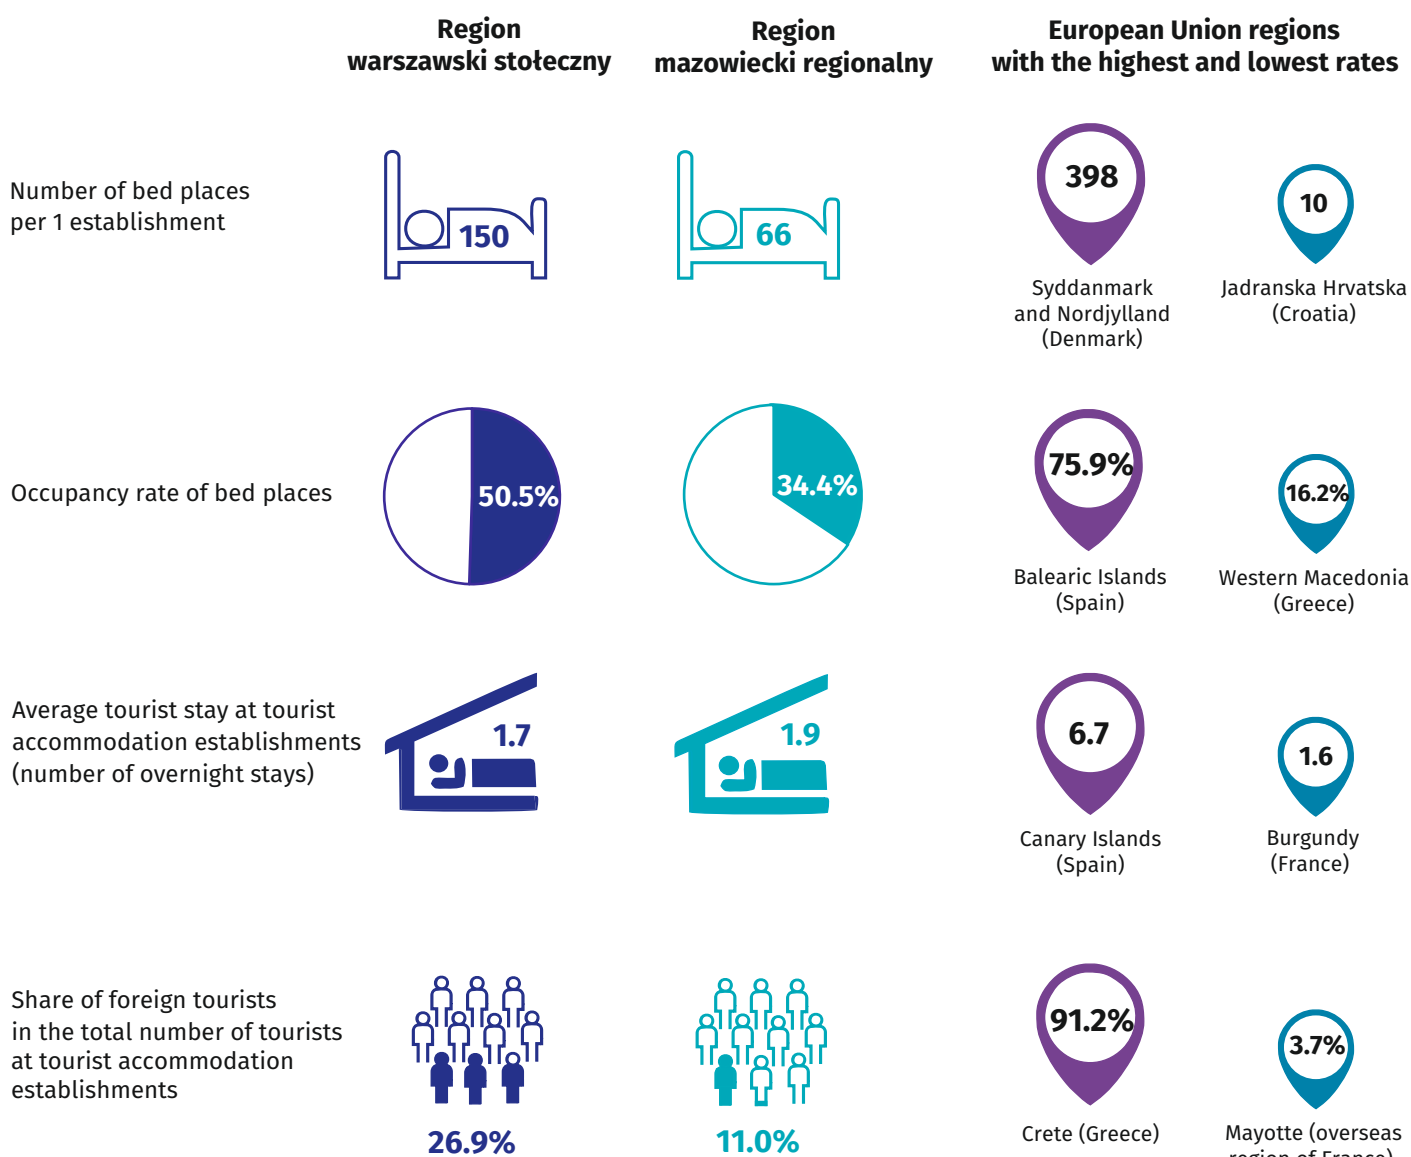 Region
warszawski stołeczny
Region
mazowiecki regionalny
European Union regions
with the highest and lowest rates
Number of bed places
per 1 establishment
150
66
398
10
Syddanmark
and Nordjylland
(Denmark)
Jadranska Hrvatska
(Croatia)
Occupancy rate of bed places
50.5%
34.4%
75.9%
16.2%
Balearic Islands
(Spain)
Western Macedonia
(Greece)
Average tourist stay at tourist
accommodation establishments
(number of overnight stays)
1.7
1.9
6.7
1.6
Canary Islands
(Spain)
Burgundy
(France)
Share of foreign tourists
in the total number of tourists
at tourist accommodation
establishments
26.9%
11.0%
91.2%
3.7%
Crete (Greece)
Mayotte (overseas
region of France)